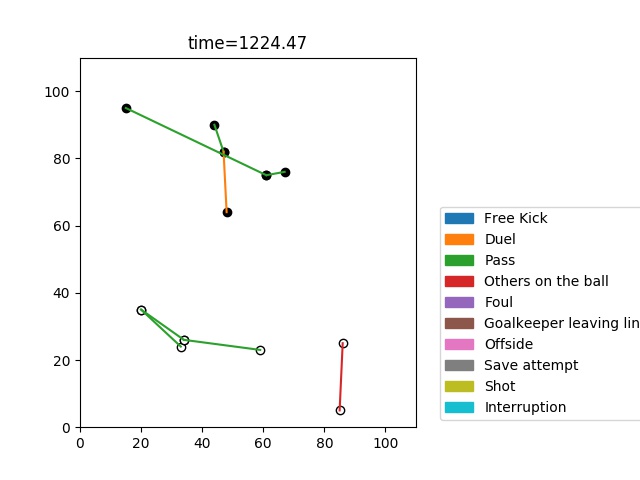 time=1224.47
100
80
60
40
20
0
0 20 40 60 80 100
Free Kick
Duel
Pass
Others on the ball
Foul
Goalkeeper leaving lin
Offside
Save attempt
Shot
Interruption